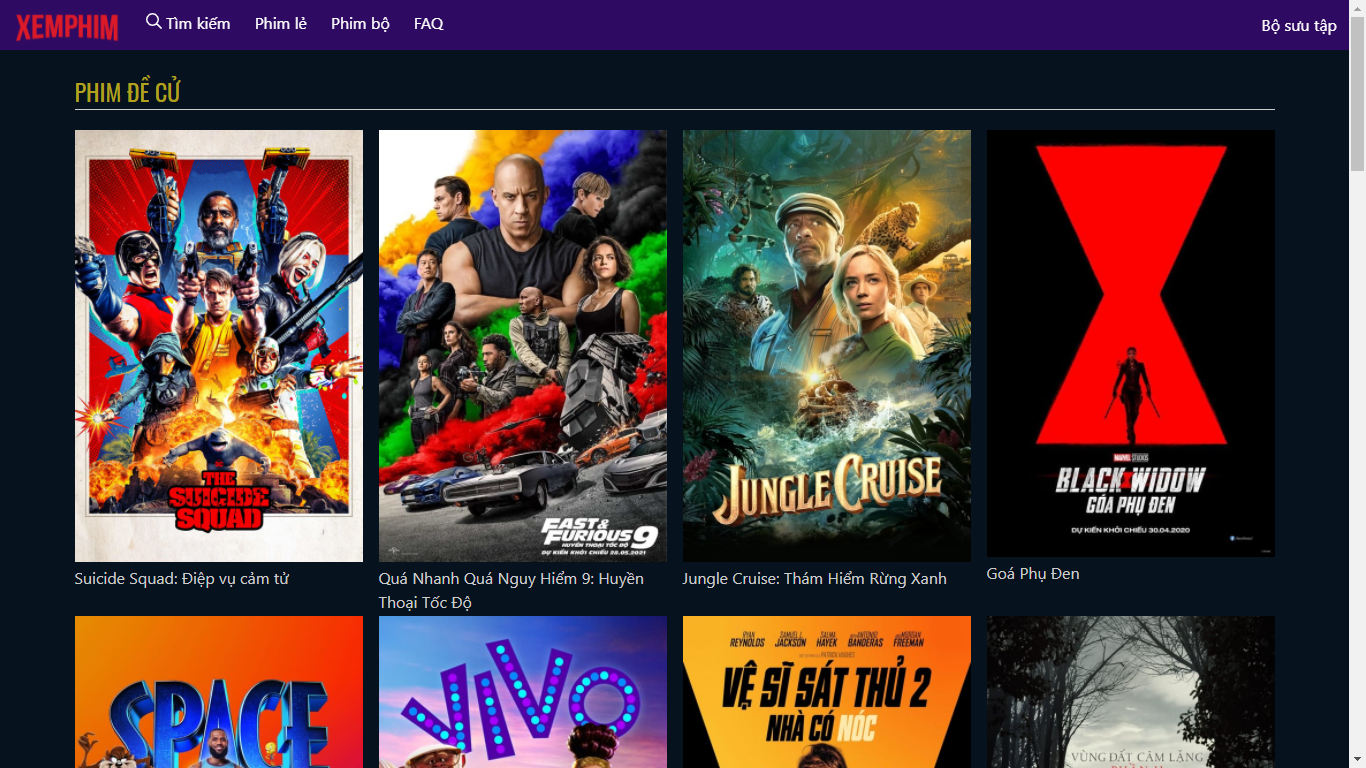 XEMPHIM
Tìm kiếm
Phim lẻ
Phim bộ
FAQ
Bộ sưu tập
PHIM ĐỀ CỬ
THE
SUICIDE
SQUAD
FAST &
FURIOUS 9
HUYỀN THOẠI TỐC ĐỘ
DỰ KIẾN KHỞI CHIẾU 28.05.2021
JUNGLE CRUISE
MARVEL STUDIOS
BLACK WIDOW
GÓA PHỤ ĐEN
DỰ KIẾN KHỞI CHIẾU 30.04.2020
Suicide Squad: Điệp vụ cảm tử
Quá Nhanh Quá Nguy Hiểm 9: Huyền
Thoại Tốc Độ
Jungle Cruise: Thám Hiểm Rừng Xanh
Goá Phụ Đen
SPACE
VIVO
RYAN REYNOLDS SAMUEL L. JACKSON SALMA HAYEK ANTONIO BANDERAS MORGAN FREEMAN
VỆ SĨ SÁT THỦ 2
NHÀ CÓ NÓC
VÙNG ĐẤT CÂM LẶNG